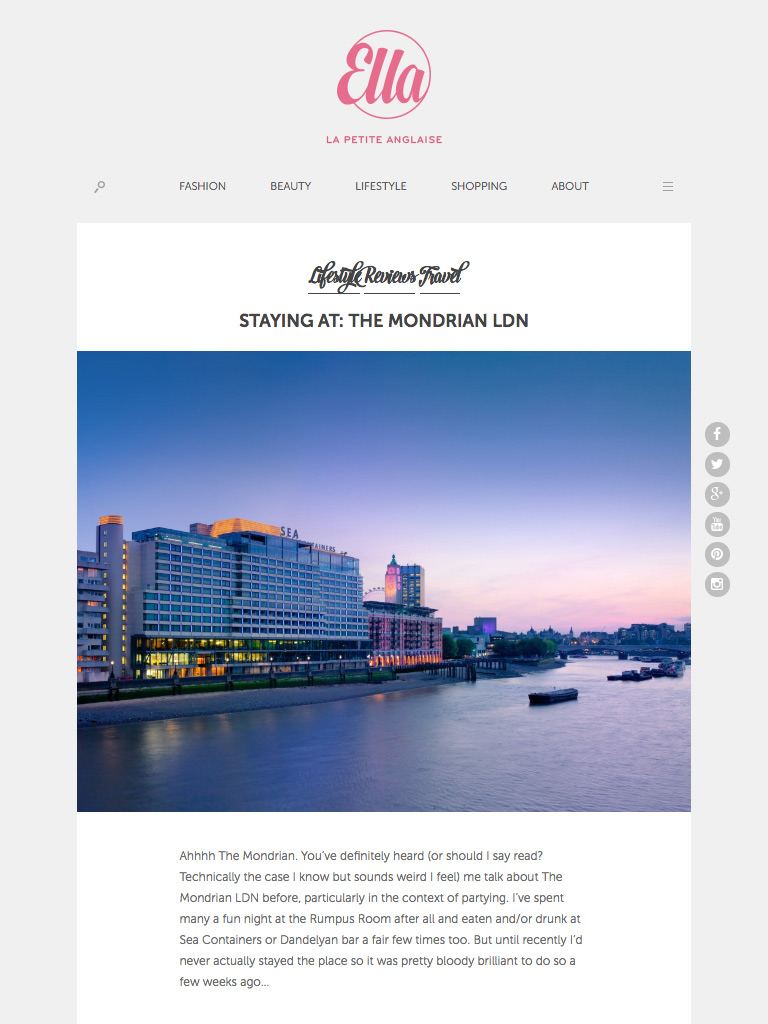 Ella
LA PETITE ANGLAISE
FASHION BEAUTY LIFESTYLE SHOPPING ABOUT
Lifestyle Reviews Travel
STAYING AT: THE MONDRIAN LDN
SEA CONTAINERS
You Tube
Ahhhh The Mondrian. You’ve definitely heard (or should I say read?
Technically the case I know but sounds weird I feel) me talk about The
Mondrian LDN before, particularly in the context of partying. I’ve spent
many a fun night at the Rumpus Room after all and eaten and/or drunk at
Sea Containers or Dandelyan bar a fair few times too. But until recently I’d
never actually stayed the place so it was pretty bloody brilliant to do so a
few weeks ago…